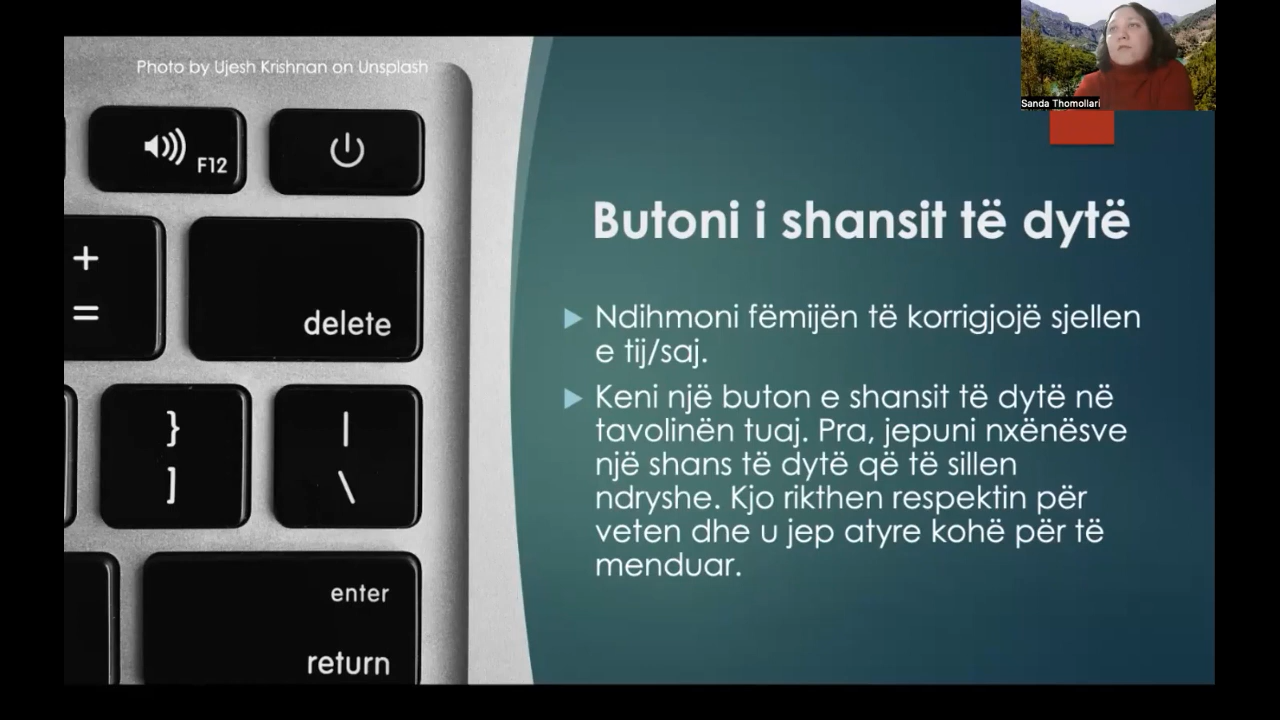 Photo by Ujesh Krishnan on Unsplash
F12
+
=
delete
}
]
|
\
enter
return
Sanda Thomollari
Butoni i shansit të dytë
Ndihmoni fëmijën të korrigjojë sjellen
e tij/saj.
Keni një buton e shansit të dytë në
tavolinën tuaj. Pra, jepuni nxënësve
një shans të dytë që të sillen
ndryshe. Kjo rikthen respektin për
veten dhe u jep atyre kohë për të
menduar.